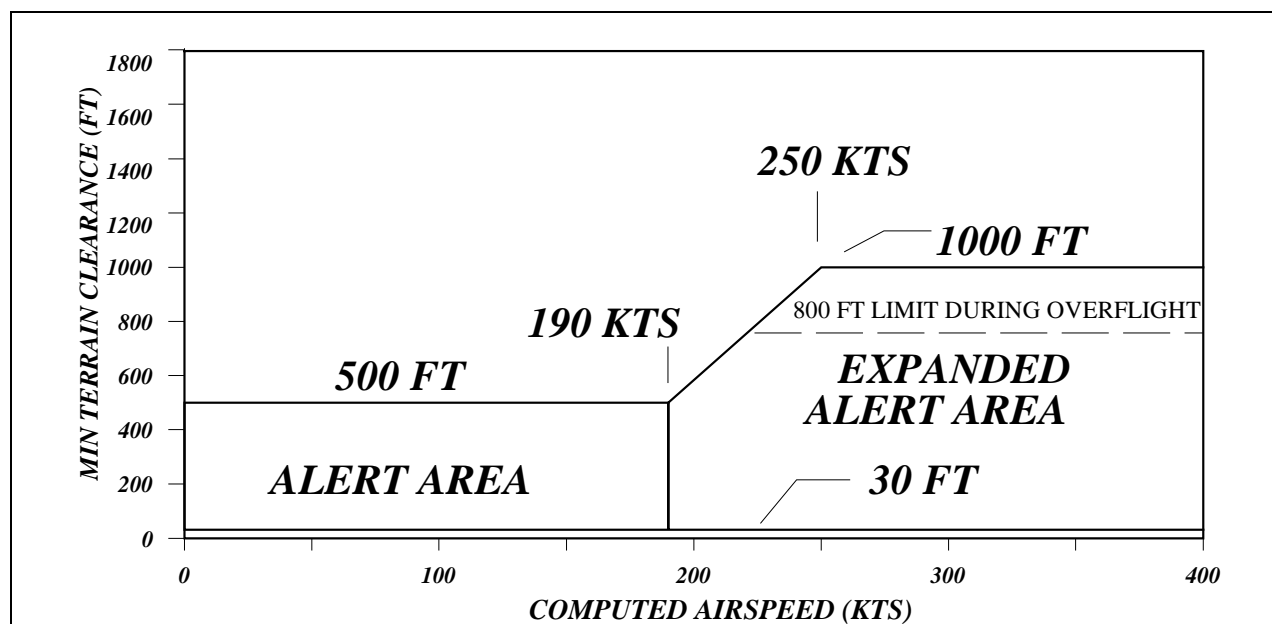 MIN TERRAIN CLEARANCE (FT)
1800
1600
1400
1200
1000
800
600
400
200
0
250 KTS
1000 FT
190 KTS
800 FT LIMIT DURING OVERFLIGHT
500 FT
EXPANDED
ALERT AREA
ALERT AREA
30 FT
0
100
200
300
400
COMPUTED AIRSPEED (KTS)